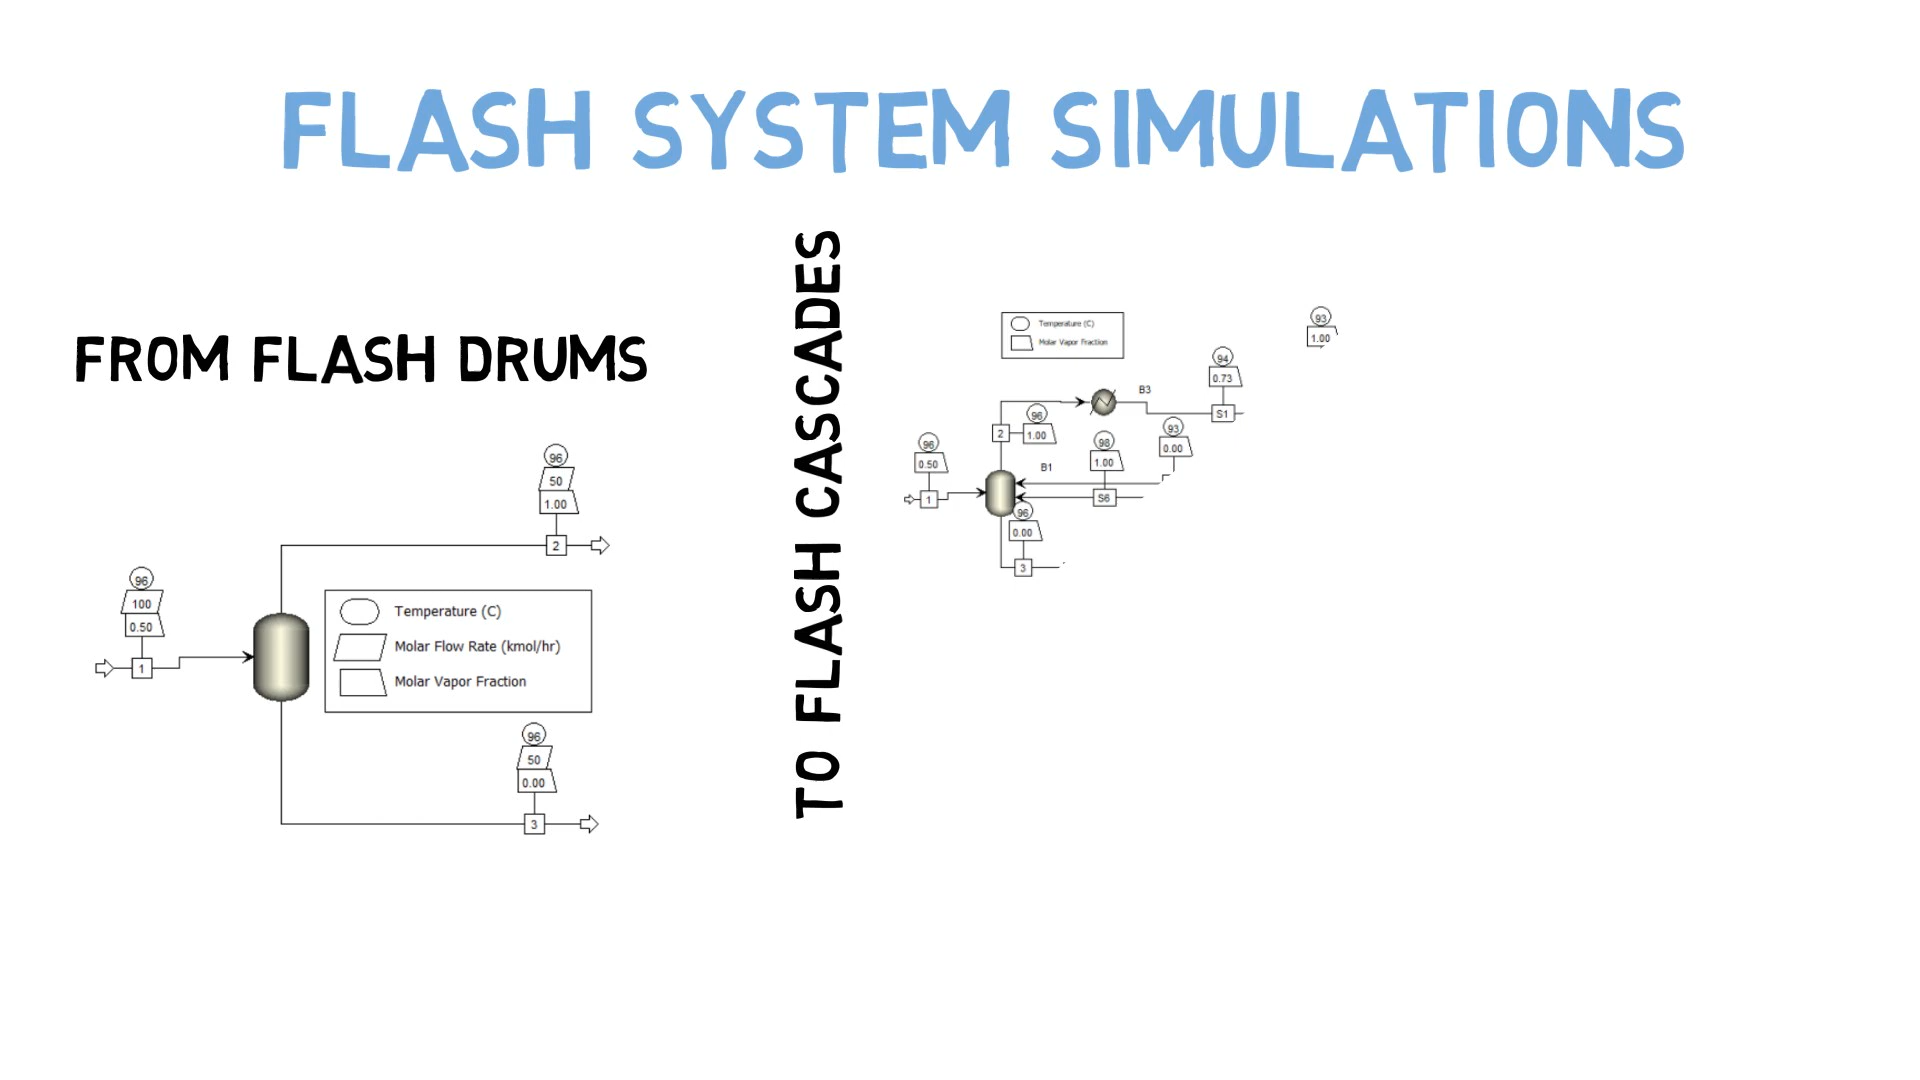 FLASH SYSTEM SIMULATIONS
FROM FLASH DRUMS
96
50
1.00
2
96
100
0.50
1
Temperature (C)
Molar Flow Rate (kmol/hr)
Molar Vapor Fraction
96
50
0.00
3
TO FLASH CASCADES
Temperature (C)
Molar Vapor Fraction
93
1.00
94
0.73
S1
B3
96
1.00
2
93
0.00
98
1.00
S6
B1
96
0.50
1
96
0.00
3